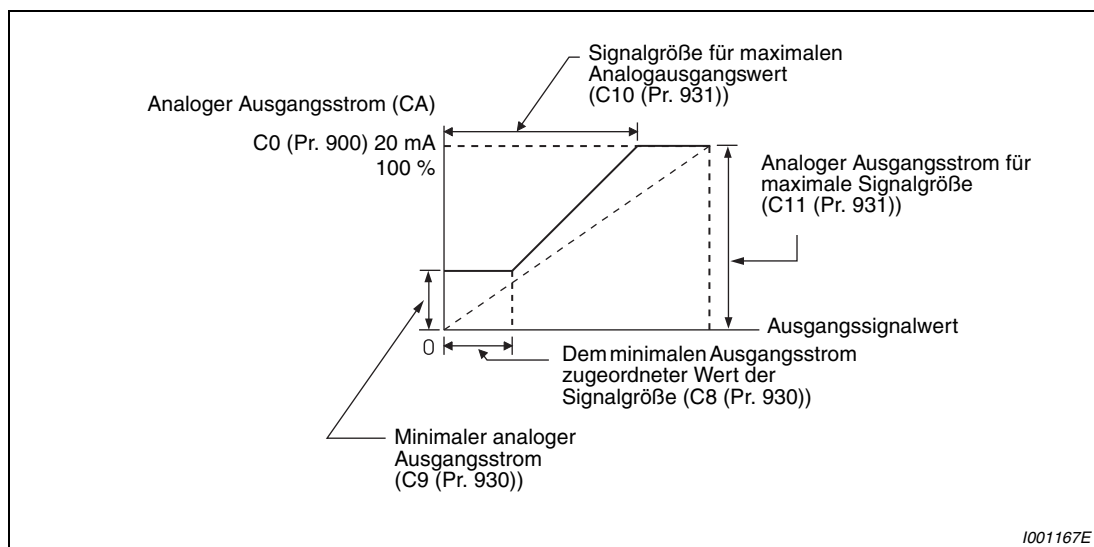 Signalgröße für maximalen
Analogausgangswert
(C10 (Pr. 931))
Analoger Ausgangsstrom (CA)
C0 (Pr. 900) 20 mA
100 %
Analoger Ausgangsstrom für
maximale Signalgröße
(C11 (Pr. 931))
Ausgangssignalwert
0
Dem minimalen Ausgangsstrom
zugeordneter Wert der
Signalgröße (C8 (Pr. 930))
Minimaler analoger
Ausgangsstrom
(C9 (Pr. 930))
I001167E